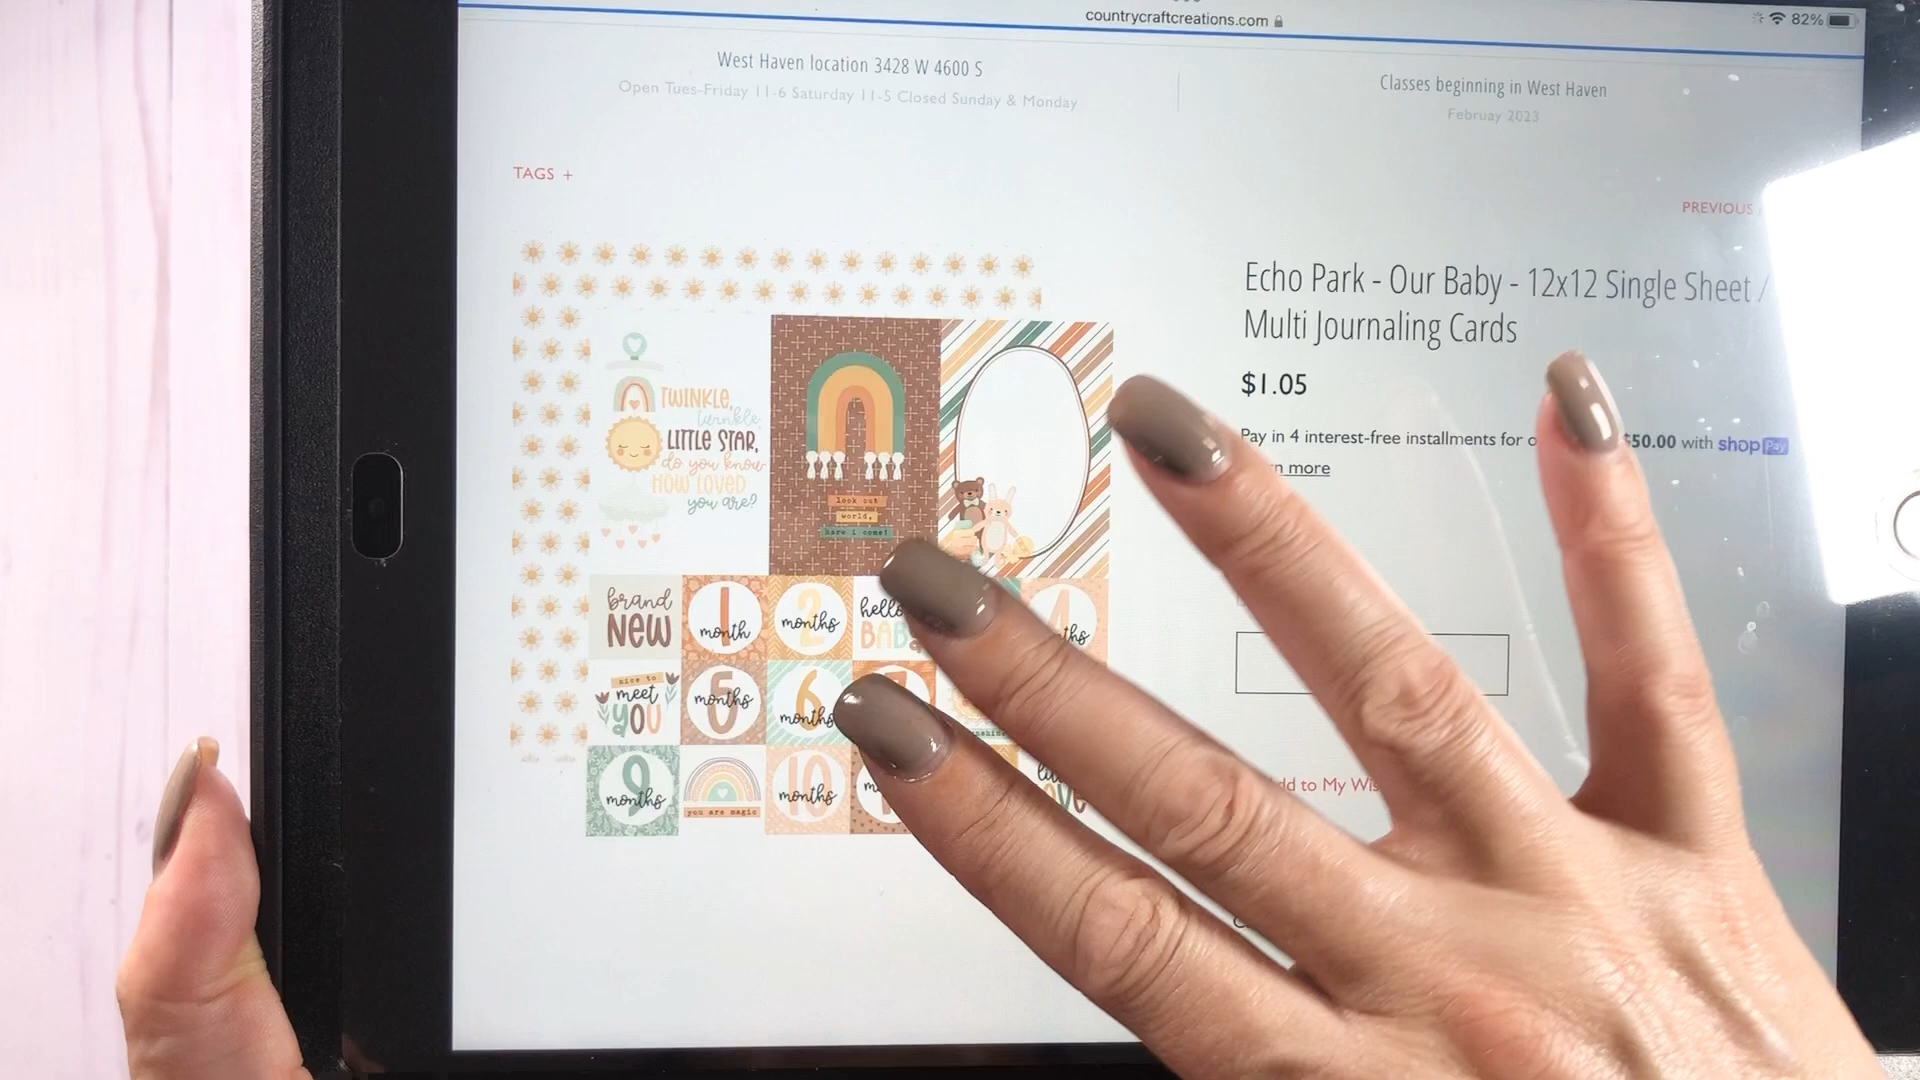 countrycraftcreations.com
82%
West Haven location 3428 W 4600 S
Open Tues-Friday 11-6 Saturday 11-5 Closed Sunday & Monday
Classes beginning in West Haven
Februay 2023
TAGS +
PREVIOUS
Echo Park - Our Baby - 12x12 Single Sheet /
Multi Journaling Cards
$1.05
Pay in 4 interest-free installments for
$50.00 with shop Pay
more
TWINKLE,
twinkle
LITTLE STAR,
do you know
HOW LOVED
you are?
look out
world,
here i come!
brand
NEW
1
month
2
months
hello
4
nice to
meet
YOU
5
months
6
months
9
months
you are magic
10
months
to My